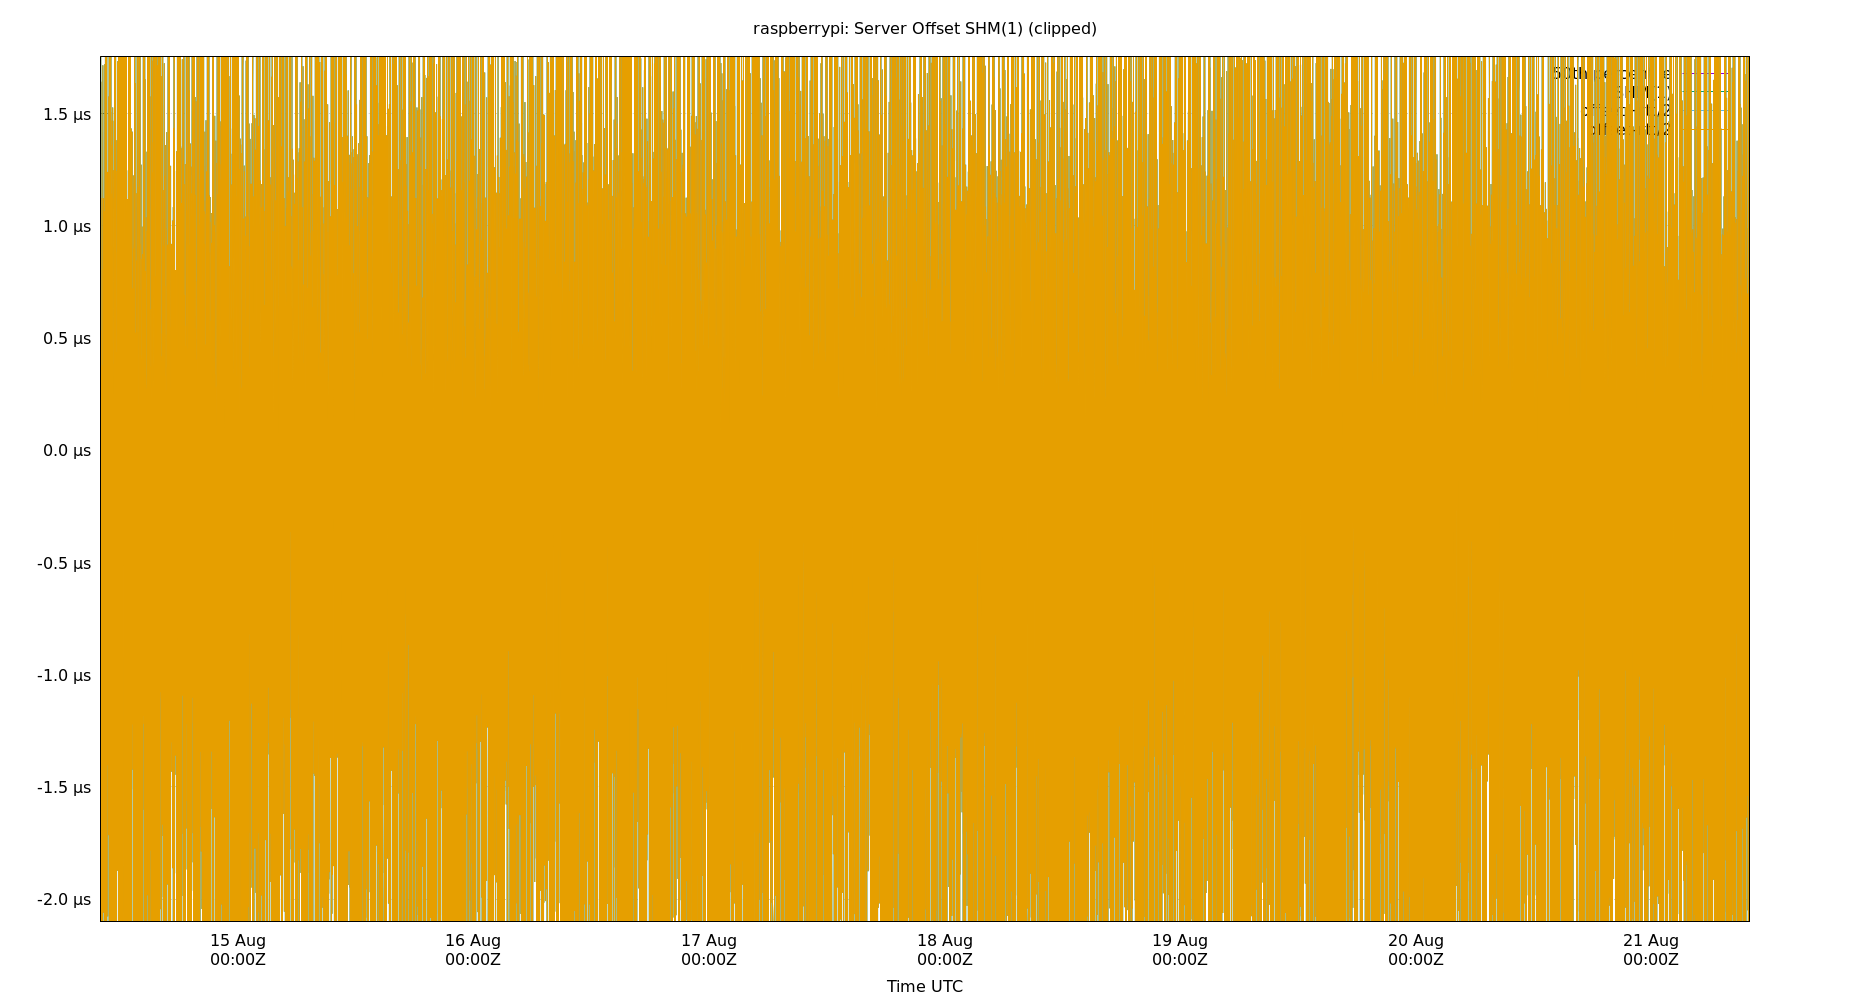 raspberrypi: Server Offset SHM(1) (clipped)
1.5 µs
1.0 µs
0.5 µs
0.0 µs
-0.5 µs
-1.0 µs
-1.5 µs
-2.0 µs
15 Aug 16 Aug 17 Aug 18 Aug 19 Aug 20 Aug 21 Aug
00:00Z 00:00Z 00:00Z 00:00Z 00:00Z 00:00Z 00:00Z
Time UTC